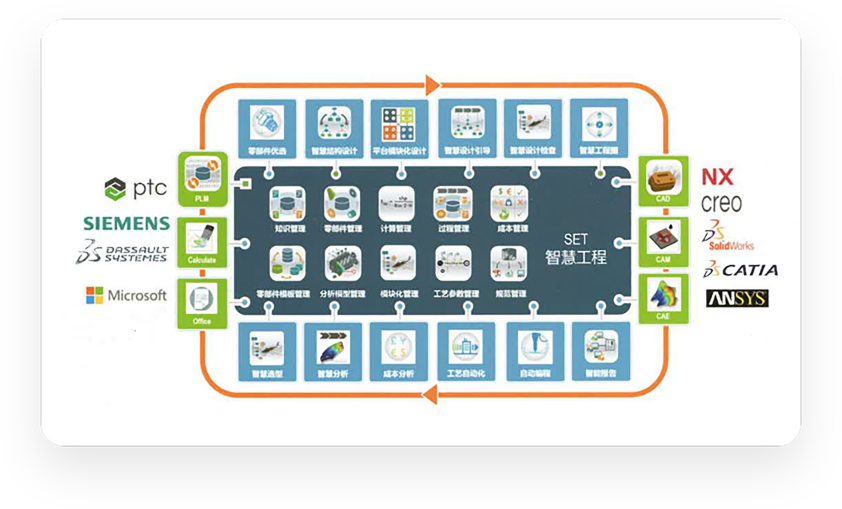 零部件优选
智慧结构设计
平台模块化设计
智慧设计引导
智慧设计检查
智慧工程圈
ptc
PLM
CAD
NX
creo
知识管理
零部件管理
计算管理
过程管理
成本管理
SIEMENS
DASSAULT
SYSTEMES
Calculate
SET
智慧工程
CAM
SolidWorks
CATIA
零部件模板管理
分析模型管理
模块化管理
工艺参数管理
规范管理
Microsoft
Office
CAE
ANSYS
智慧选型
智慧分析
成本分析
工艺自动化
自动编程
智能报告